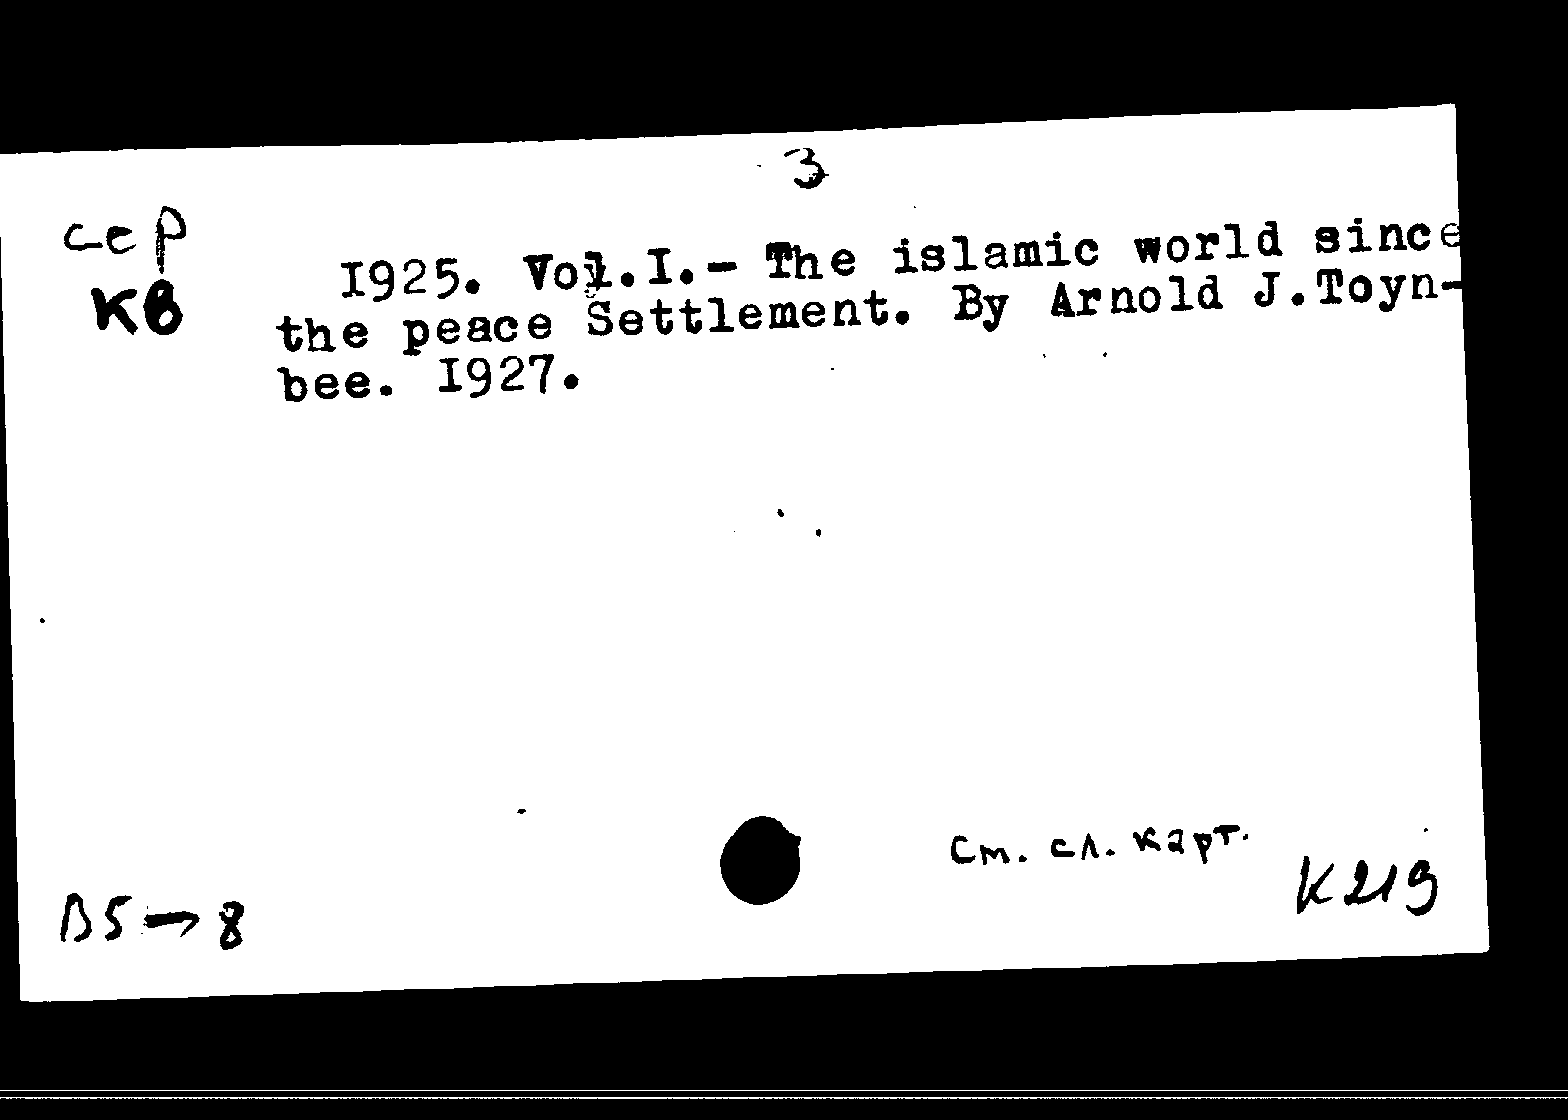 3
сер
КВ
I925. Vol.I.- The islamic world since
the peace Settlement. By Arnold J.Toyn-
bee. I927.
См. сл. карт.
К219
В5→8